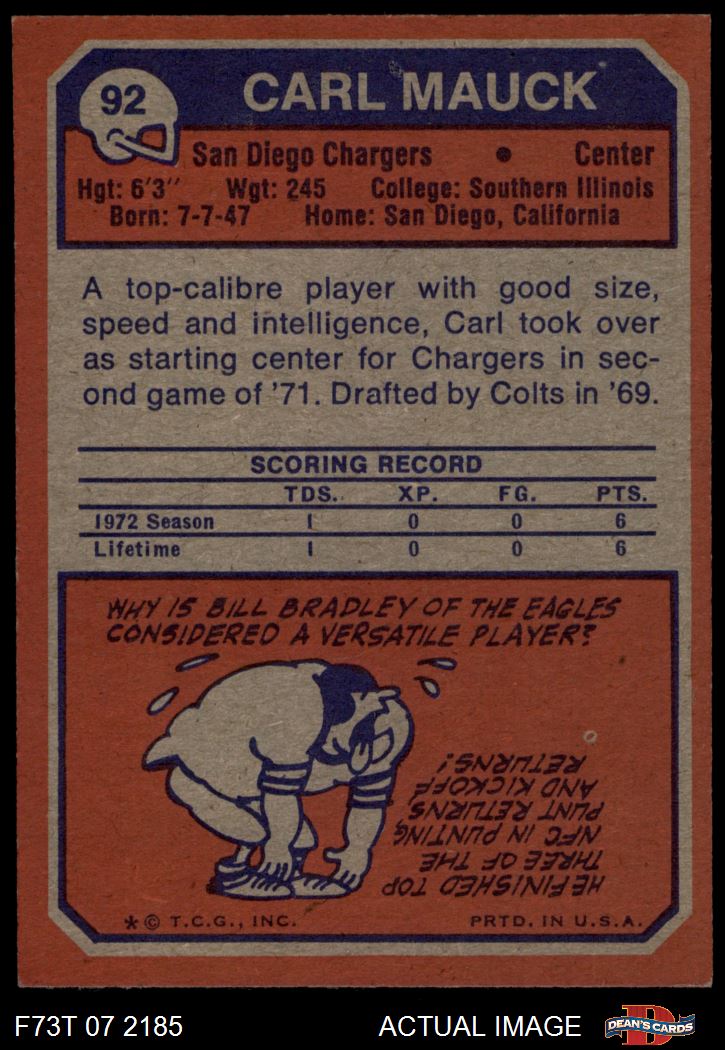 92
CARL MAUCK
San Diego Chargers • Center
Hgt: 6'3" Wgt: 245 College: Southern Illinois
Born: 7-7-47 Home: San Diego, California
A top-calibre player with good size,
speed and intelligence, Carl took over
as starting center for Chargers in sec-
ond game of '71. Drafted by Colts in '69.
SCORING RECORD
TDS. XP. FG. PTS.
1972 Season 1 0 0 6
Lifetime 1 0 0 6
WHY IS BILL BRADLEY OF THE EAGLES
CONSIDERED A VERSATILE PLAYER?
HE FINISHED TOP
THREE OF THE
NFC IN PUNTING,
PUNT RETURNS,
AND KICKOFF
RETURNS!
* © T.C.G., INC. PRTD. IN U.S.A.
F73T 07 2185 ACTUAL IMAGE
D
DEAN'S CARDS